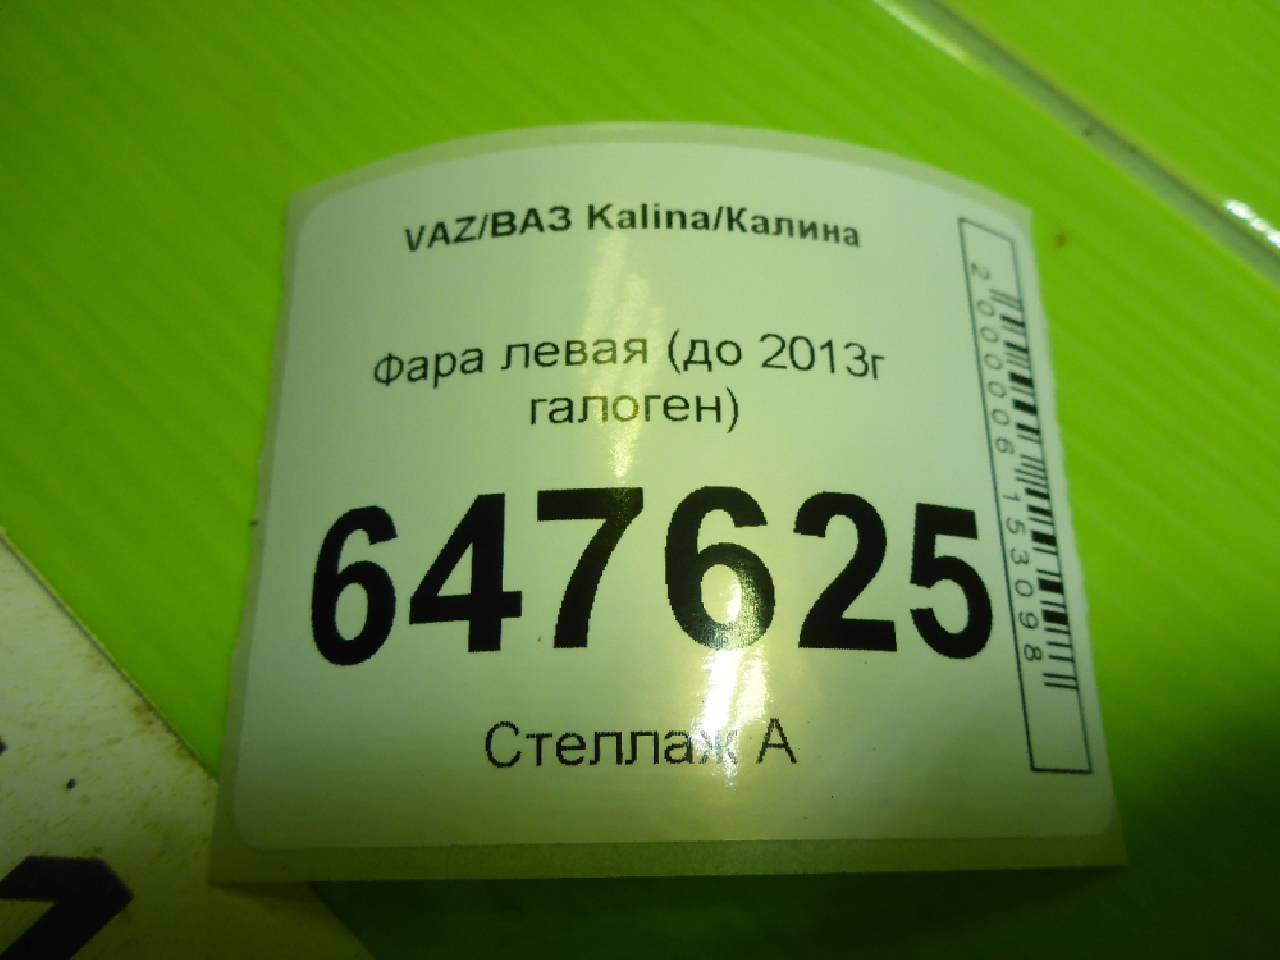 VAZ/ВАЗ Kalina/Калина
Фара левая (до 2013г
галоген)
647625
Стеллаж А
2000006153098